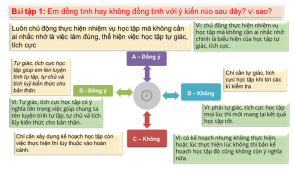 Bài tập 1: Em đồng tình hay không đồng tình với ý kiến nào sau đây? vì sao?
Luôn chủ động thực hiện nhiệm
vụ học tập mà không cần
ai nhắc nhở là việc làm đúng, thể hiện việc học tập tự giác,
tích cực
Vì: chủ động thực hiện nhiệm vụ
học tập mà không cần ai nhắc nhở
chính là biểu hiện của học tập tự
giác, tích cực.
A – Đồng ý
Tự giác, tích cực học
tập giúp em rèn luyện
tính tự lập, tự chủ và
tích luỹ kiến thức cho
bản thân.
D - Đồng ý
B – Không
Chỉ cần tự giác, tích
cực học tập khi tới các
kì kiểm tra
Vì: Tự giác, tích cực học tập có ý
nghĩa lớn trong việc giúp chúng ta
rèn luyện tính tự lập, tự chủ và tích
lũy kiến thức cho bản thân.
Vì phải tự giác, tích cực học tập
mọi lúc thì mới mang lại kết quả
học tập tốt.
Chỉ cần xây dựng kế hoạch học tập còn
việc thực hiện thì tùy thuộc vào hoàn
cảnh.
C – Không
Vì: có kế hoạch nhưng không thực hiện,
hoặc lúc thực hiện lúc không thì bản kế
hoạch học tập đó cũng không còn ý nghĩa
nữa.